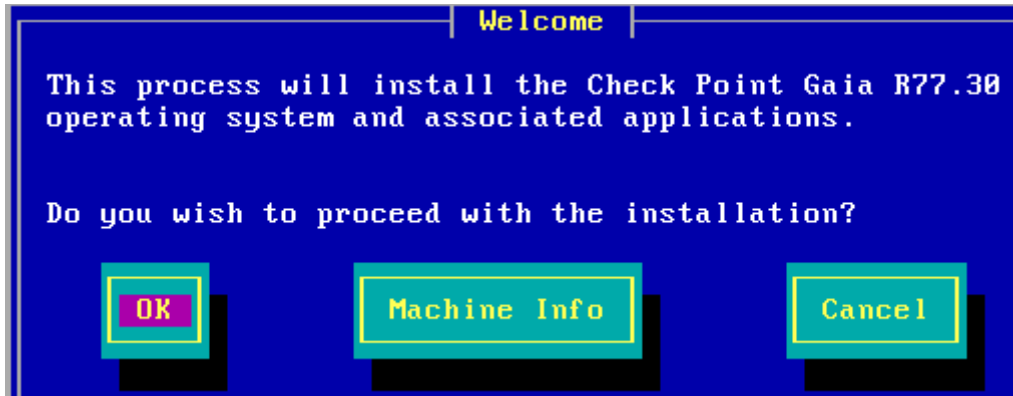 Welcome
This process will install the Check Point Gaia R77.30
operating system and associated applications.
Do you wish to proceed with the installation?
OK Machine Info Cancel